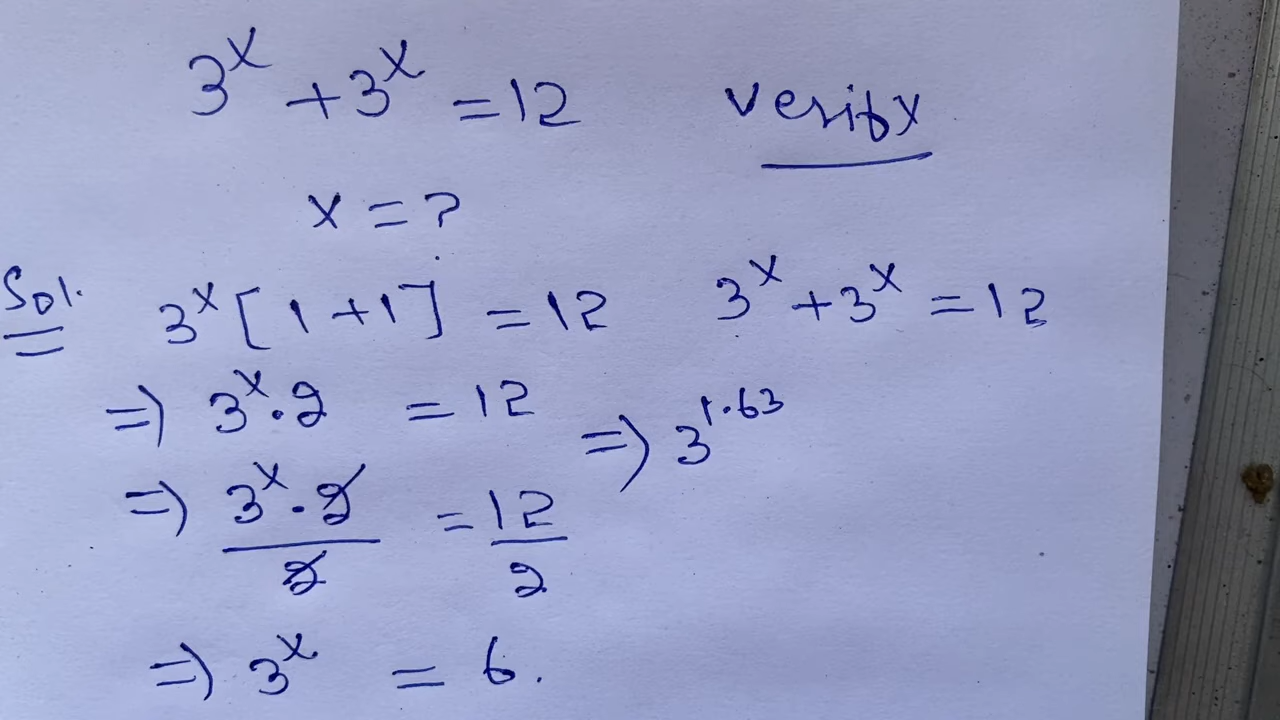 3^x + 3^x = 12
Verify
x = ?
Sol.
3^x [1 + 1] = 12
⇒ 3^x · 2 = 12
⇒ 3^x · 2 / 2 = 12 / 2
⇒ 3^x = 6.
3^x + 3^x = 12
⇒ 3^1.63